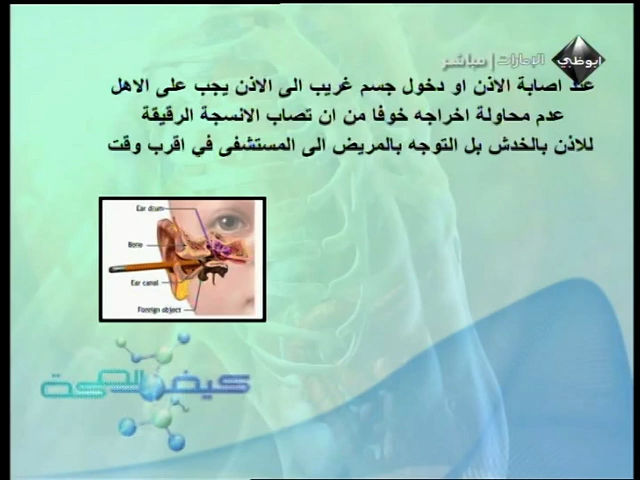 ابوظبي
الإمارات | مباشر
عند اصابة الاذن او دخول جسم غريب الى الاذن يجب على الاهل
عدم محاولة اخراجه خوفا من ان تصاب الانسجة الرقيقة
للاذن بالخدش بل التوجه بالمريض الى المستشفى في اقرب وقت
Ear drum
Bone
Ear canal
Foreign object
كيف الصحة